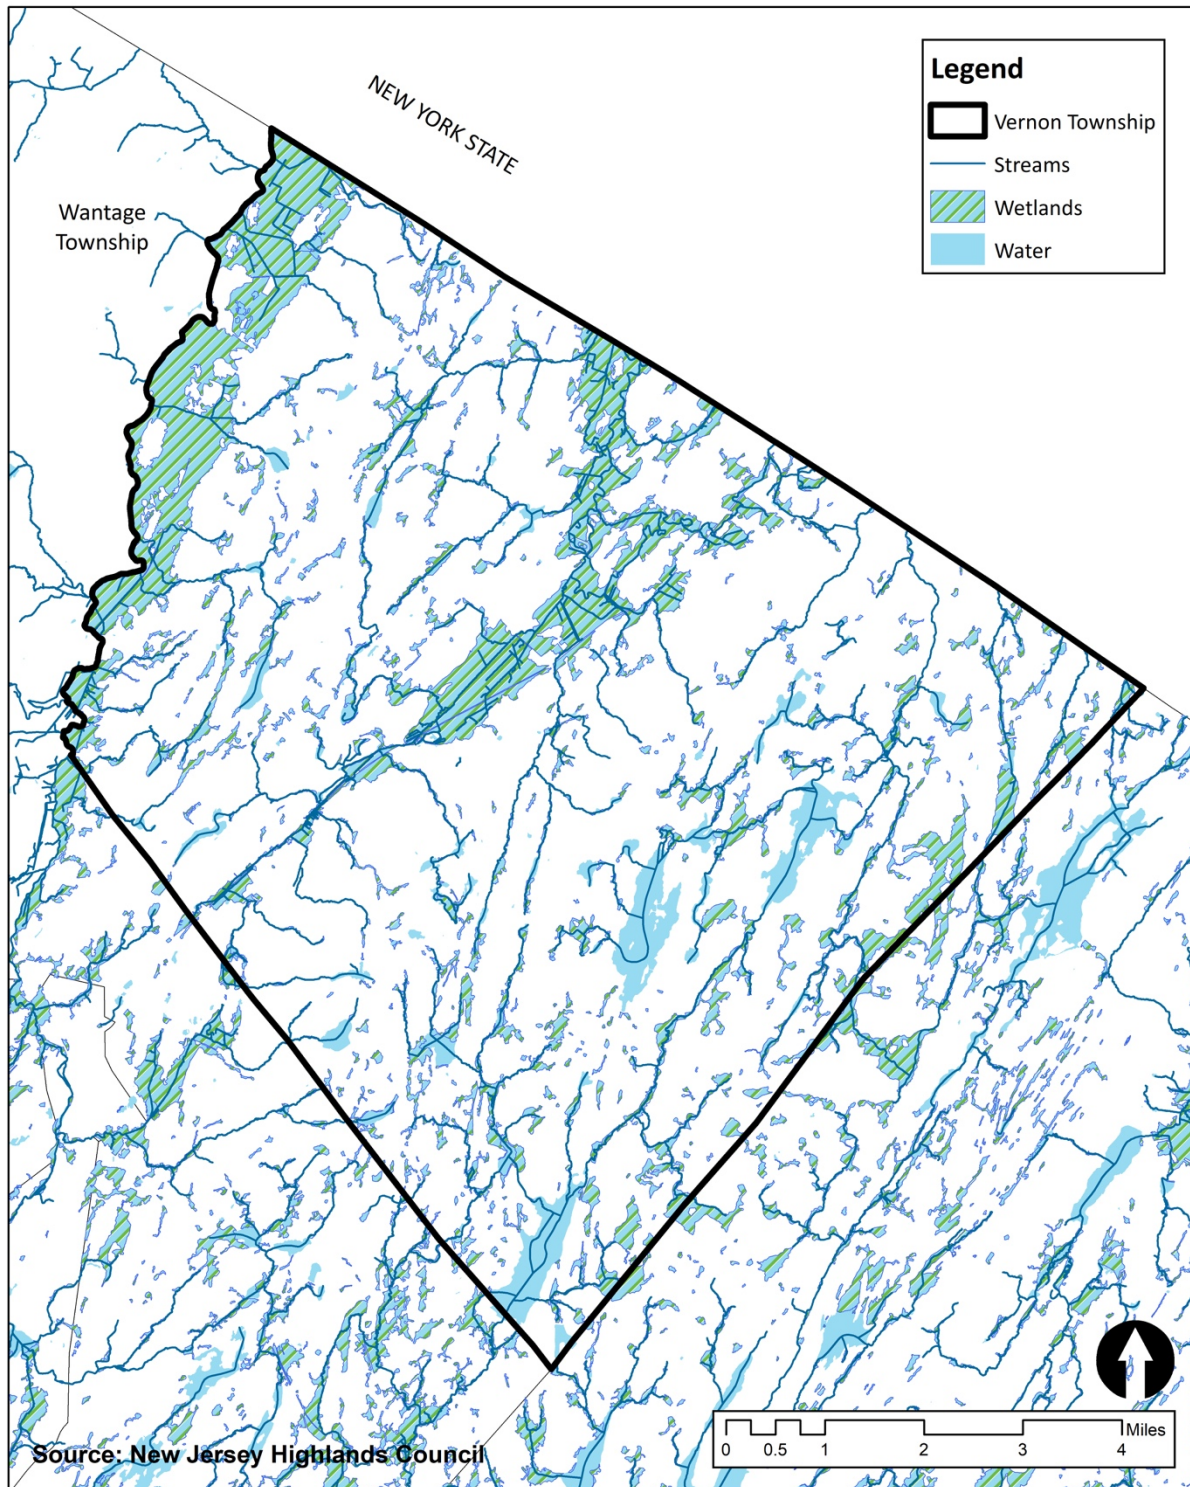 NEW YORK STATE
Wantage
Township
Legend
Vernon Township
Streams
Wetlands
Water
Source: New Jersey Highlands Council
Miles
0 0.5 1 2 3 4